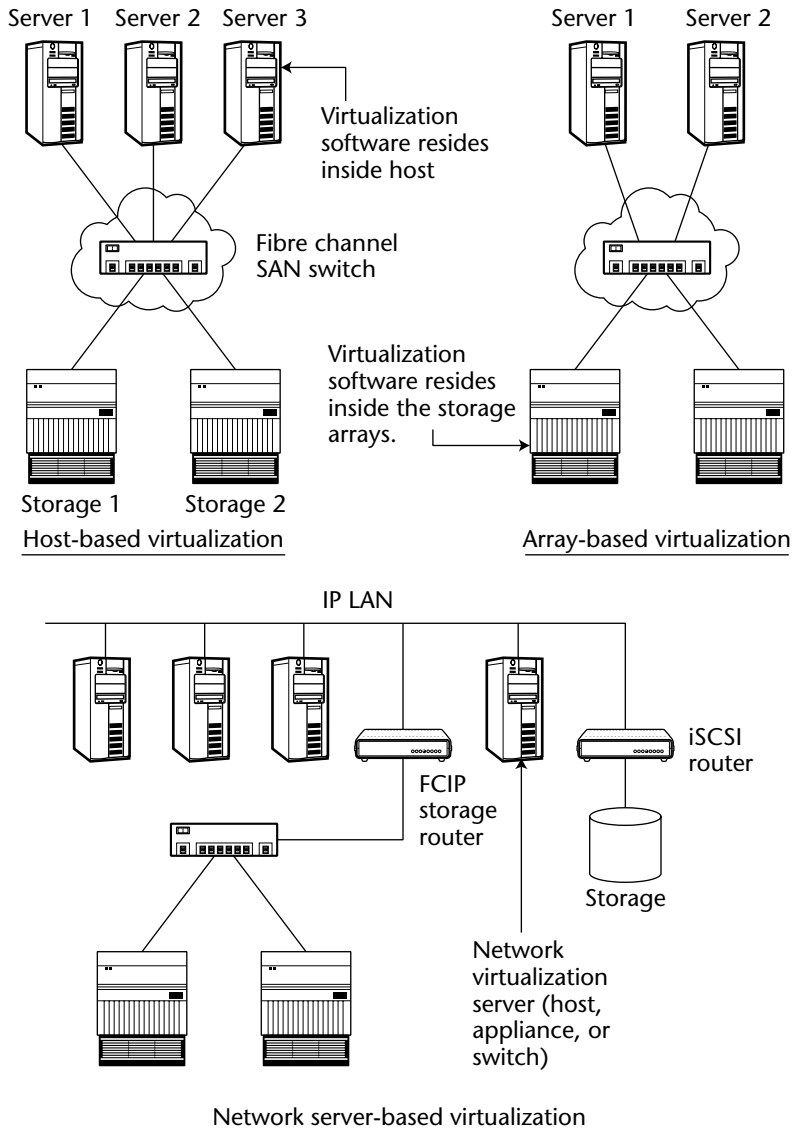 Server 1
Server 2
Server 3
Virtualization
software resides
inside host
Fibre channel
SAN switch
Storage 1
Storage 2
Host-based virtualization
Server 1
Server 2
Virtualization
software resides
inside the storage
arrays.
Array-based virtualization
IP LAN
FCIP
storage
router
iSCSI
router
Storage
Network
virtualization
server (host,
appliance, or
switch)
Network server-based virtualization